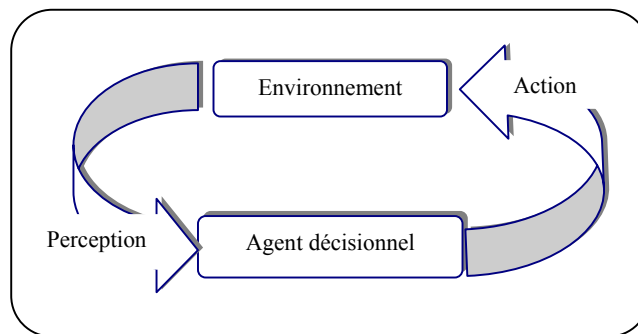 Environnement
Action
Perception
Agent décisionnel